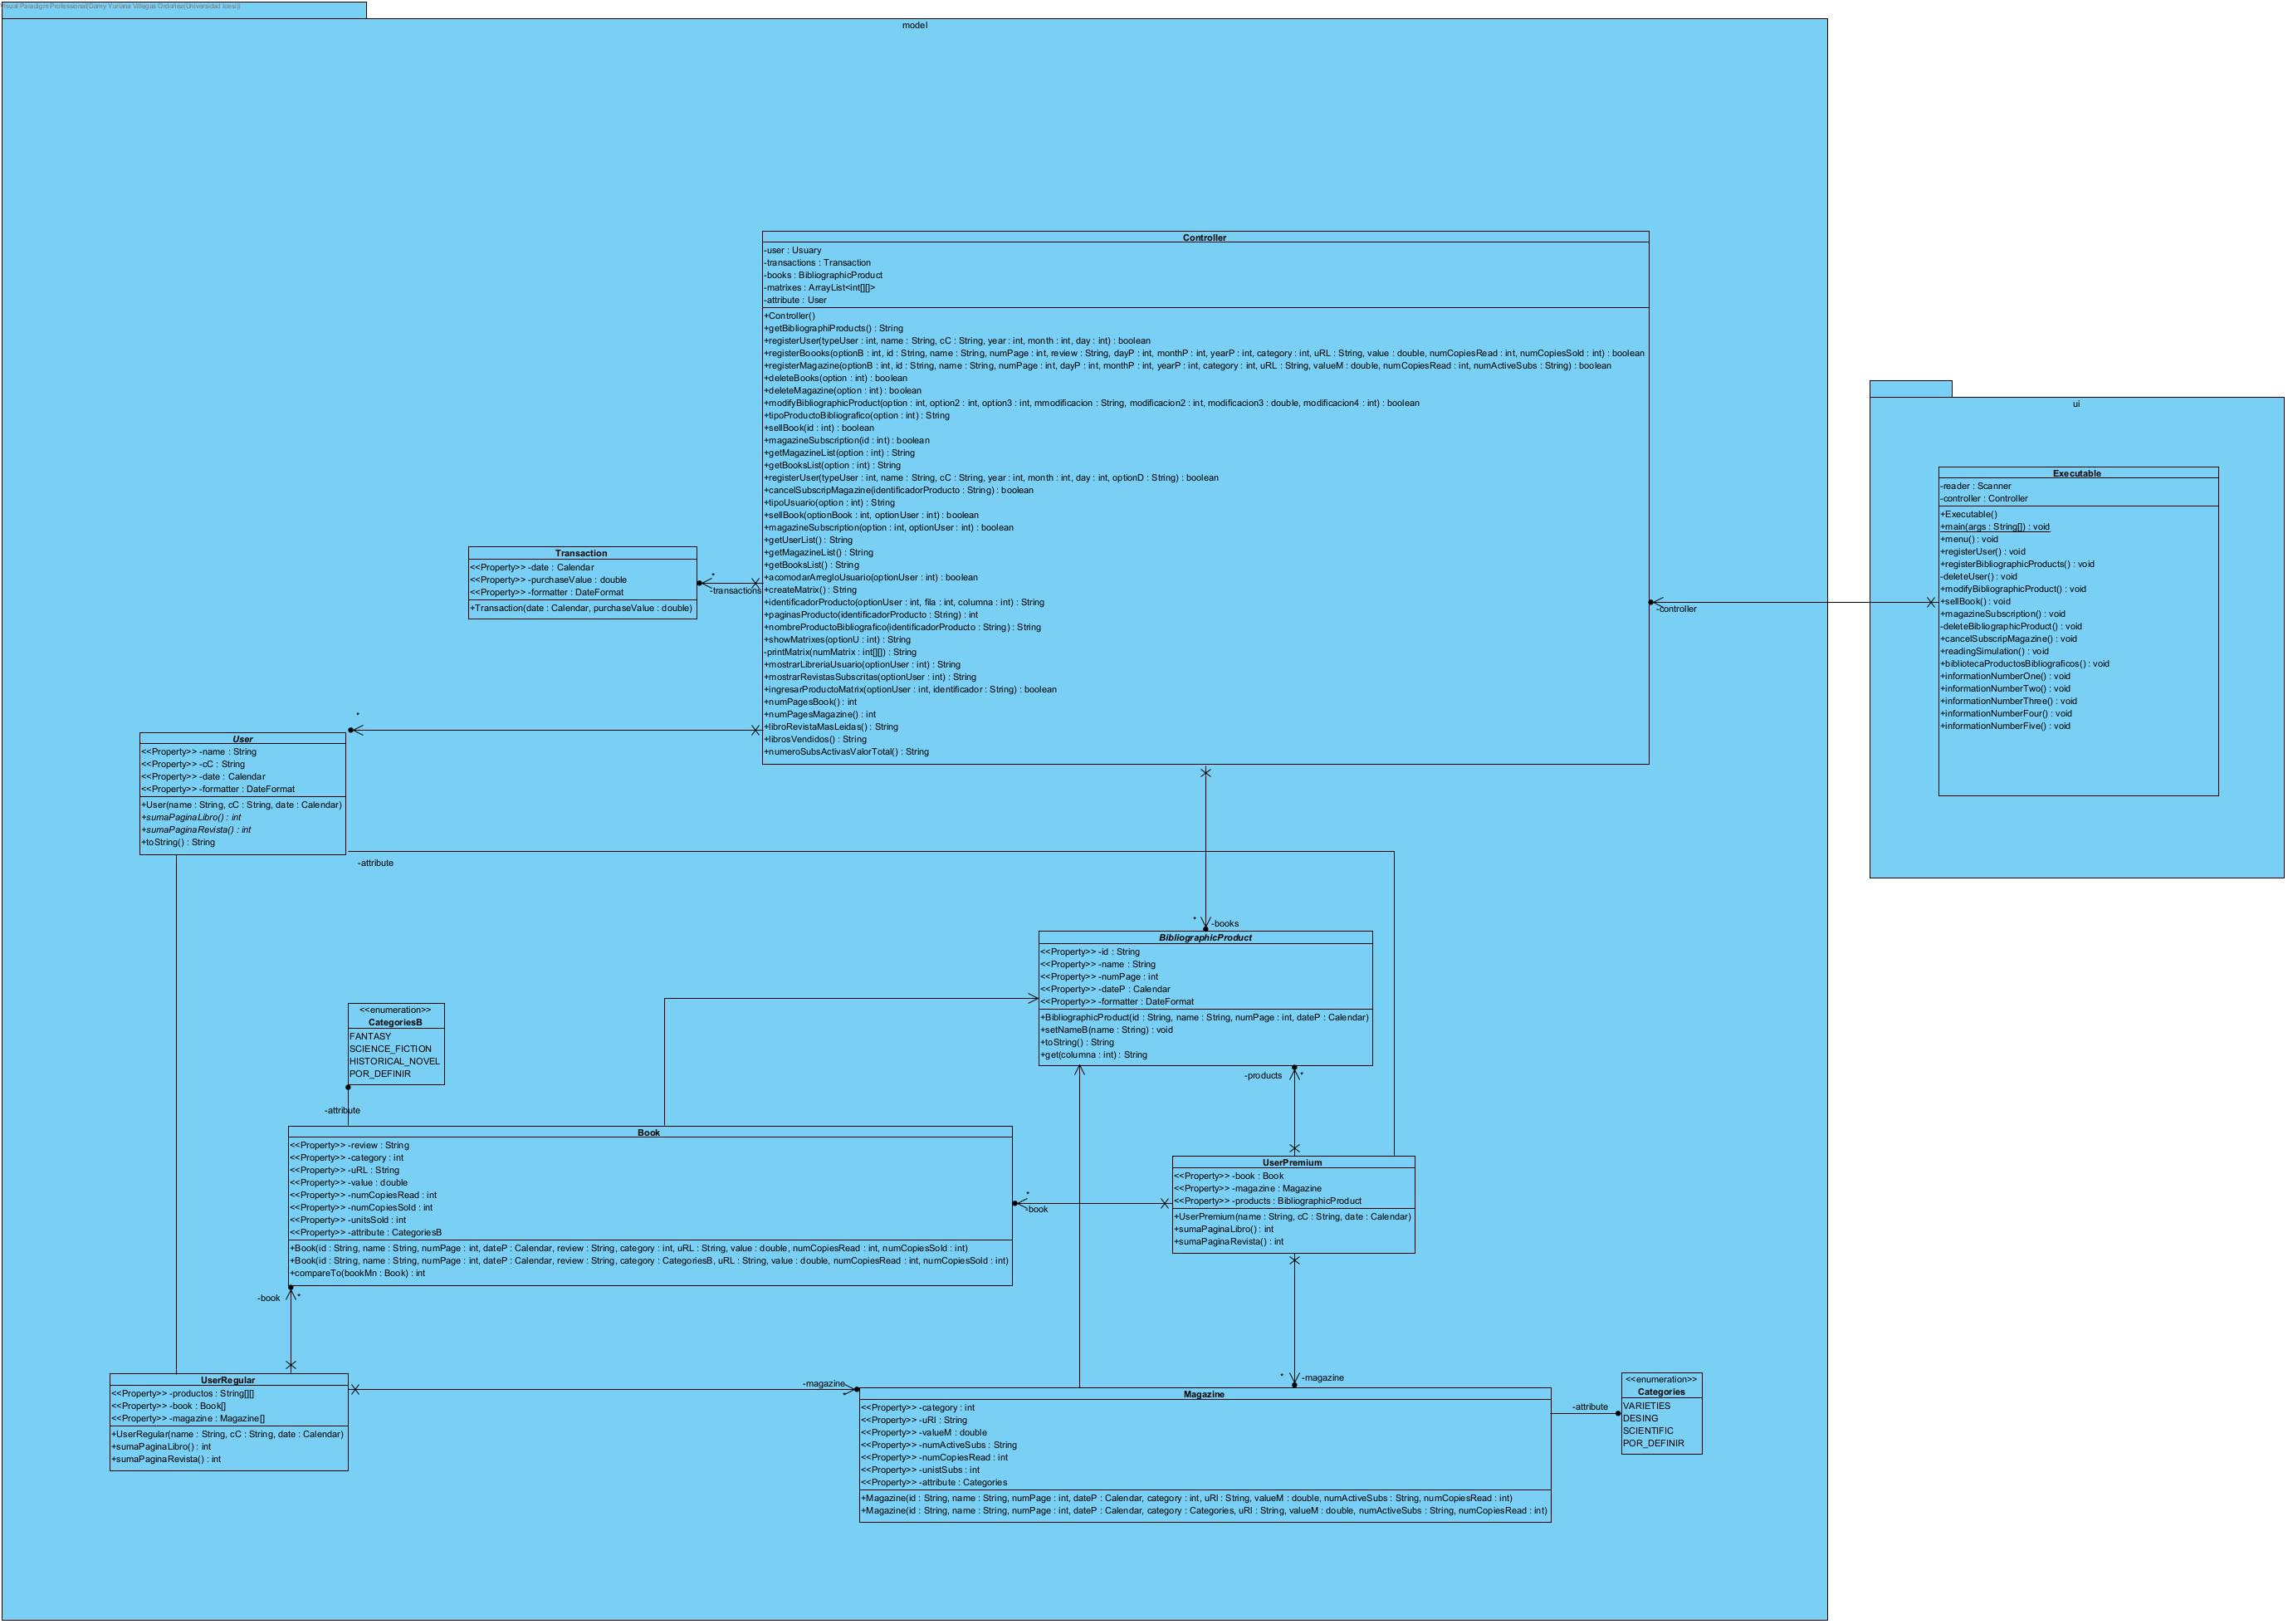 Visual Paradigm Professional(Damy Yuriana Villegas Ordoñez(Universidad Icesi))
model
Controller
-user : Usuary
-transactions : Transaction
-books : BibliographicProduct
-matrixes : ArrayList<int[][]>
-attribute : User
+Controller()
+getBibliographiProducts() : String
+registerUser(typeUser : int, name : String, cC : String, year : int, month : int, day : int) : boolean
+registerBoooks(optionB : int, id : String, name : String, numPage : int, review : String, dayP : int, monthP : int, yearP : int, category : int, uRL : String, value : double, numCopiesRead : int, numCopiesSold : int) : boolean
+registerMagazine(optionB : int, id : String, name : String, numPage : int, dayP : int, monthP : int, yearP : int, category : int, uRL : String, valueM : double, numCopiesRead : int, numActiveSubs : String) : boolean
+deleteBooks(option : int) : boolean
+deleteMagazine(option : int) : boolean
+modifyBibliographicProduct(option : int, option2 : int, option3 : int, mmodificacion : String, modificacion2 : int, modificacion3 : double, modificacion4 : int) : boolean
+tipoProductoBibliografico(option : int) : String
+sellBook(id : int) : boolean
+magazineSubscription(id : int) : boolean
+getMagazineList(option : int) : String
+getBooksList(option : int) : String
+registerUser(typeUser : int, name : String, cC : String, year : int, month : int, day : int, optionD : String) : boolean
+cancelSubscripMagazine(identificadorProducto : String) : boolean
+tipoUsuario(option : int) : String
+sellBook(optionBook : int, optionUser : int) : boolean
+magazineSubscription(option : int, optionUser : int) : boolean
+getUserList() : String
+getMagazineList() : String
+getBooksList() : String
+acomodarArregloUsuario(optionUser : int) : boolean
+createMatrix() : String
+identificadorProducto(optionUser : int, fila : int, columna : int) : String
+paginasProducto(identificadorProducto : String) : int
+nombreProductoBibliografico(identificadorProducto : String) : String
+showMatrixes(optionU : int) : String
-printMatrix(numMatrix : int[][]) : String
+mostrarLibreriaUsuario(optionUser : int) : String
+mostrarRevistasSubscritas(optionUser : int) : String
+ingresarProductoMatrix(optionUser : int, identificador : String) : boolean
+numPagesBook() : int
+numPagesMagazine() : int
+libroRevistaMasLeidas() : String
+librosVendidos() : String
+numeroSubsActivasValorTotal() : String
ui
Executable
-reader : Scanner
-controller : Controller
+Executable()
+main(args : String[]) : void
+menu() : void
+registerUser() : void
+registerBibliographicProducts() : void
-deleteUser() : void
+modifyBibliographicProduct() : void
+sellBook() : void
+magazineSubscription() : void
-deleteBibliographicProduct() : void
+cancelSubscripMagazine() : void
+readingSimulation() : void
+bibliotecaProductosBibliograficos() : void
+informationNumberOne() : void
+informationNumberTwo() : void
+informationNumberThree() : void
+informationNumberFour() : void
+informationNumberFive() : void
-controller
Transaction
<<Property>> -date : Calendar
<<Property>> -purchaseValue : double
<<Property>> -formatter : DateFormat
+Transaction(date : Calendar, purchaseValue : double)
*
-transactions
*
User
<<Property>> -name : String
<<Property>> -cC : String
<<Property>> -date : Calendar
<<Property>> -formatter : DateFormat
+User(name : String, cC : String, date : Calendar)
+sumaPaginaLibro() : int
+sumaPaginaRevista() : int
+toString() : String
-attribute
* -books
BibliographicProduct
<<Property>> -id : String
<<Property>> -name : String
<<Property>> -numPage : int
<<Property>> -dateP : Calendar
<<Property>> -formatter : DateFormat
+BibliographicProduct(id : String, name : String, numPage : int, dateP : Calendar)
+setNameB(name : String) : void
+toString() : String
+get(columna : int) : String
-products *
<<enumeration>>
CategoriesB
FANTASY
SCIENCE_FICTION
HISTORICAL_NOVEL
POR_DEFINIR
-attribute
Book
<<Property>> -review : String
<<Property>> -category : int
<<Property>> -uRL : String
<<Property>> -value : double
<<Property>> -numCopiesRead : int
<<Property>> -numCopiesSold : int
<<Property>> -unitsSold : int
<<Property>> -attribute : CategoriesB
+Book(id : String, name : String, numPage : int, dateP : Calendar, review : String, category : int, uRL : String, value : double, numCopiesRead : int, numCopiesSold : int)
+Book(id : String, name : String, numPage : int, dateP : Calendar, review : String, category : CategoriesB, uRL : String, value : double, numCopiesRead : int, numCopiesSold : int)
+compareTo(bookMn : Book) : int
*
-book
UserPremium
<<Property>> -book : Book
<<Property>> -magazine : Magazine
<<Property>> -products : BibliographicProduct
+UserPremium(name : String, cC : String, date : Calendar)
+sumaPaginaLibro() : int
+sumaPaginaRevista() : int
-book *
UserRegular
<<Property>> -productos : String[][]
<<Property>> -book : Book[]
<<Property>> -magazine : Magazine[]
+UserRegular(name : String, cC : String, date : Calendar)
+sumaPaginaLibro() : int
+sumaPaginaRevista() : int
-magazine
*
* -magazine
Magazine
<<Property>> -category : int
<<Property>> -uRl : String
<<Property>> -valueM : double
<<Property>> -numActiveSubs : String
<<Property>> -numCopiesRead : int
<<Property>> -unistSubs : int
<<Property>> -attribute : Categories
+Magazine(id : String, name : String, numPage : int, dateP : Calendar, category : int, uRl : String, valueM : double, numActiveSubs : String, numCopiesRead : int)
+Magazine(id : String, name : String, numPage : int, dateP : Calendar, category : Categories, uRl : String, valueM : double, numActiveSubs : String, numCopiesRead : int)
-attribute
<<enumeration>>
Categories
VARIETIES
DESING
SCIENTIFIC
POR_DEFINIR